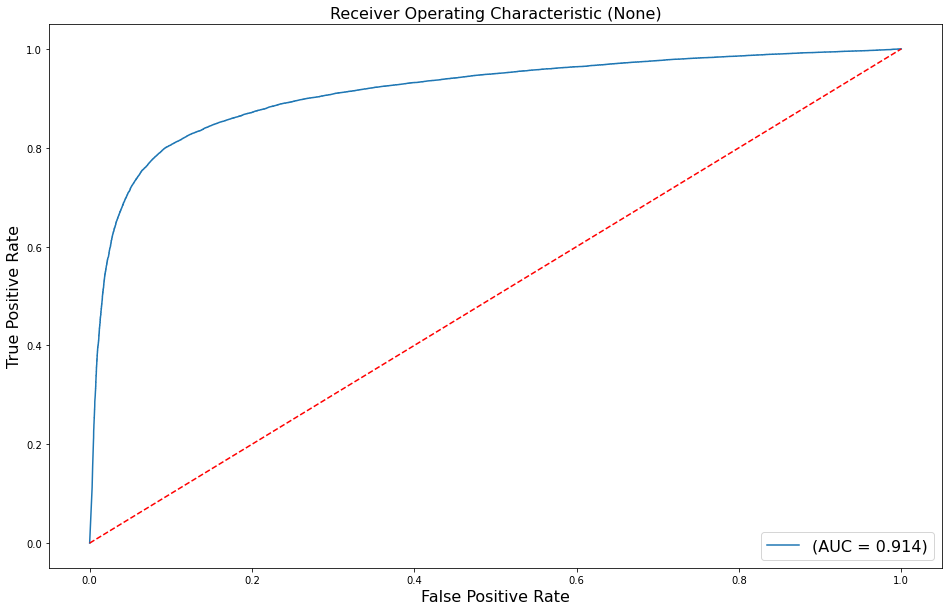 Receiver Operating Characteristic (None)
True Positive Rate
1.0
0.8
0.6
0.4
0.2
0.0
(AUC = 0.914)
0.0 0.2 0.4 0.6 0.8 1.0
False Positive Rate